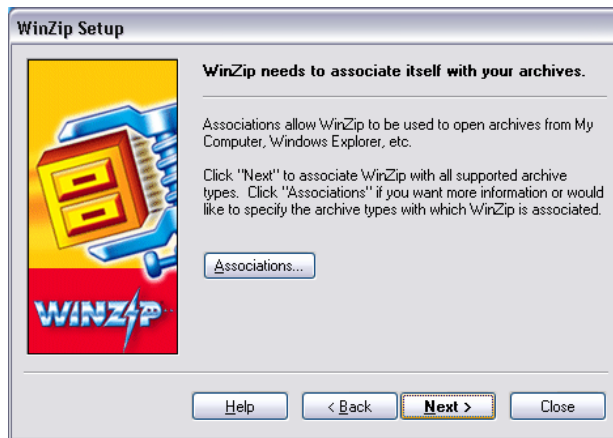 WinZip Setup
WinZip needs to associate itself with your archives.
Associations allow WinZip to be used to open archives from My
Computer, Windows Explorer, etc.
Click "Next" to associate WinZip with all supported archive
types. Click "Associations" if you want more information or would
like to specify the archive types with which WinZip is associated.
Associations...
WINZIP
Help
< Back
Next >
Close